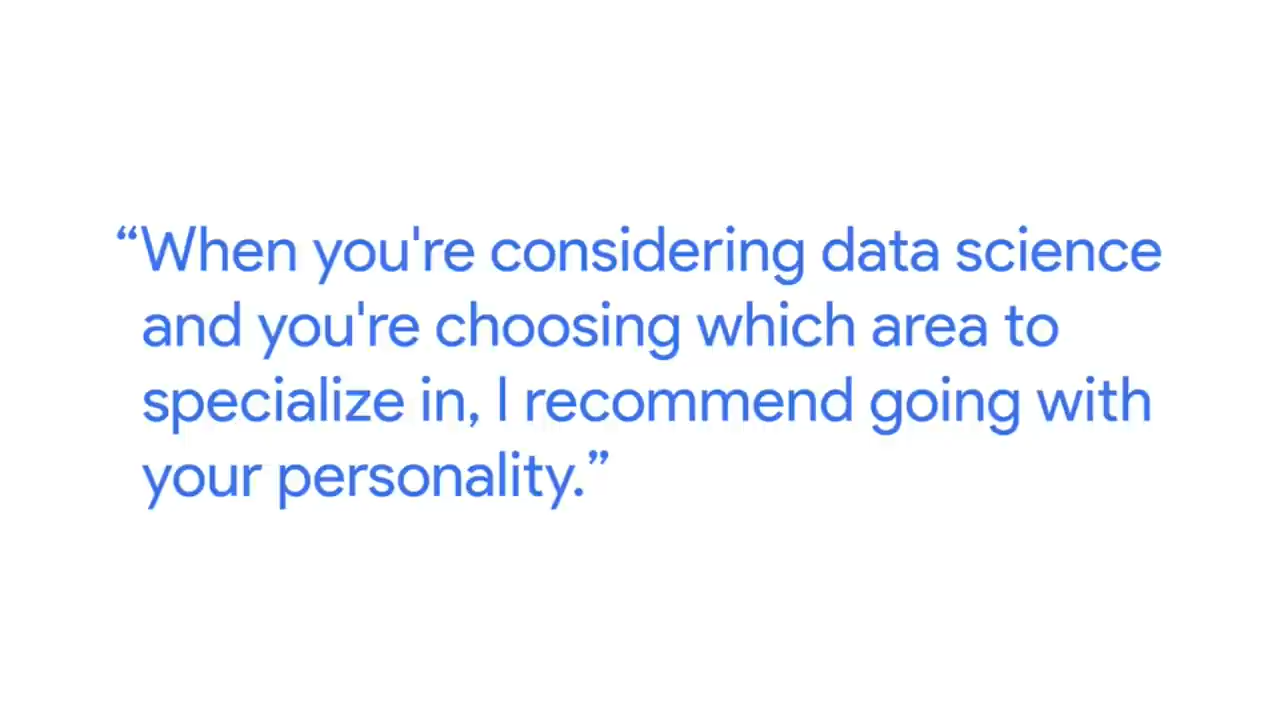 “When you're considering data science
and you're choosing which area to
specialize in, I recommend going with
your personality.”